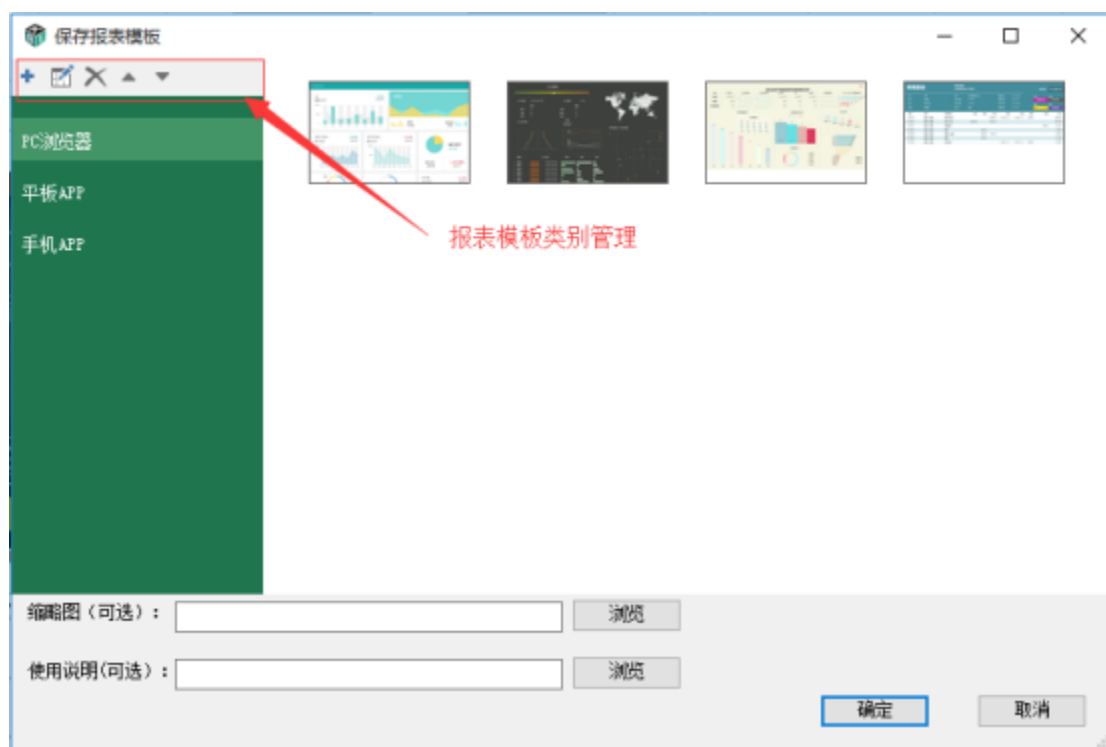 保存报表模板
PC浏览器
平板APP
手机APP
报表模板类别管理
缩略图（可选）：
浏览
使用说明(可选）：
浏览
确定
取消